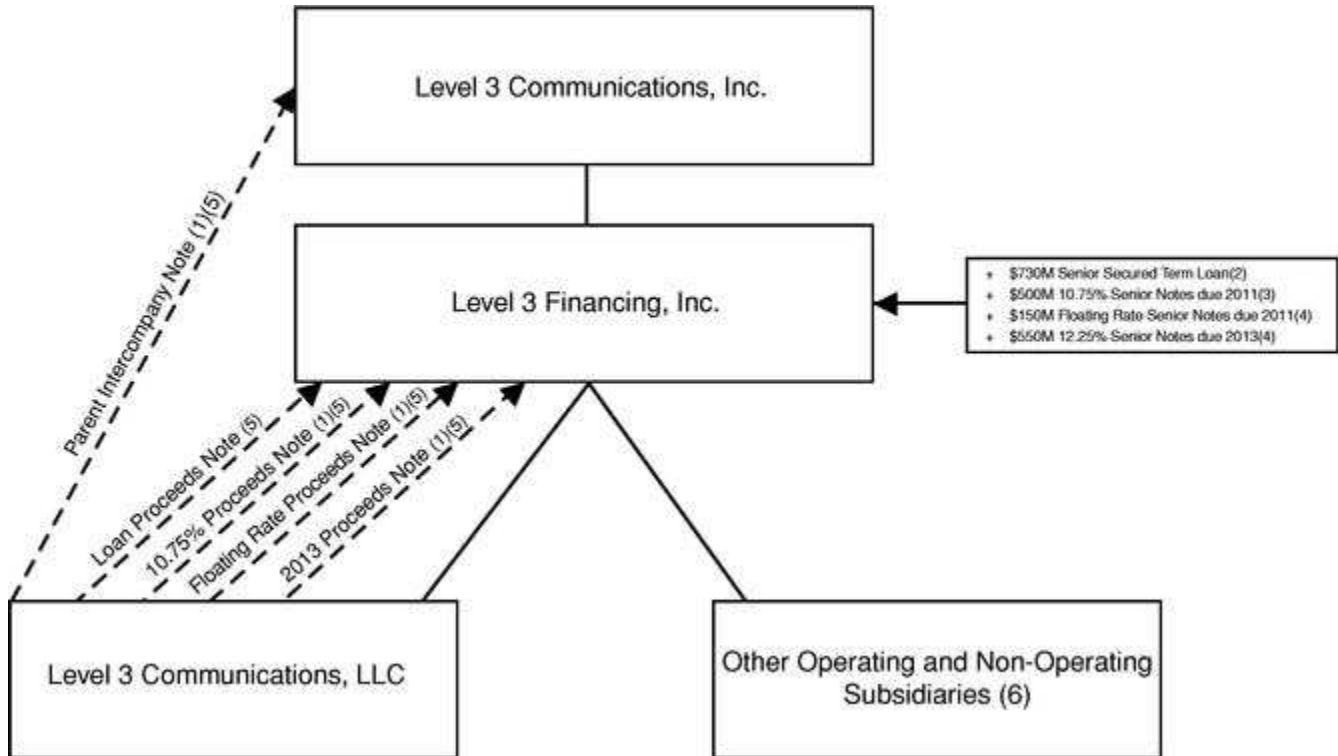 Level 3 Communications, Inc.
Parent Intercompany Note (1)(5)
Level 3 Financing, Inc.
+ $730M Senior Secured Term Loan(2)
+ $500M 10.75% Senior Notes due 2011(3)
+ $150M Floating Rate Senior Notes due 2011(4)
+ $550M 12.25% Senior Notes due 2013(4)
Loan Proceeds Note (5)
10.75% Proceeds Note (1)(5)
Floating Rate Proceeds Note (1)(5)
2013 Proceeds Note (1)(5)
Level 3 Communications, LLC
Other Operating and Non-Operating
Subsidiaries (6)